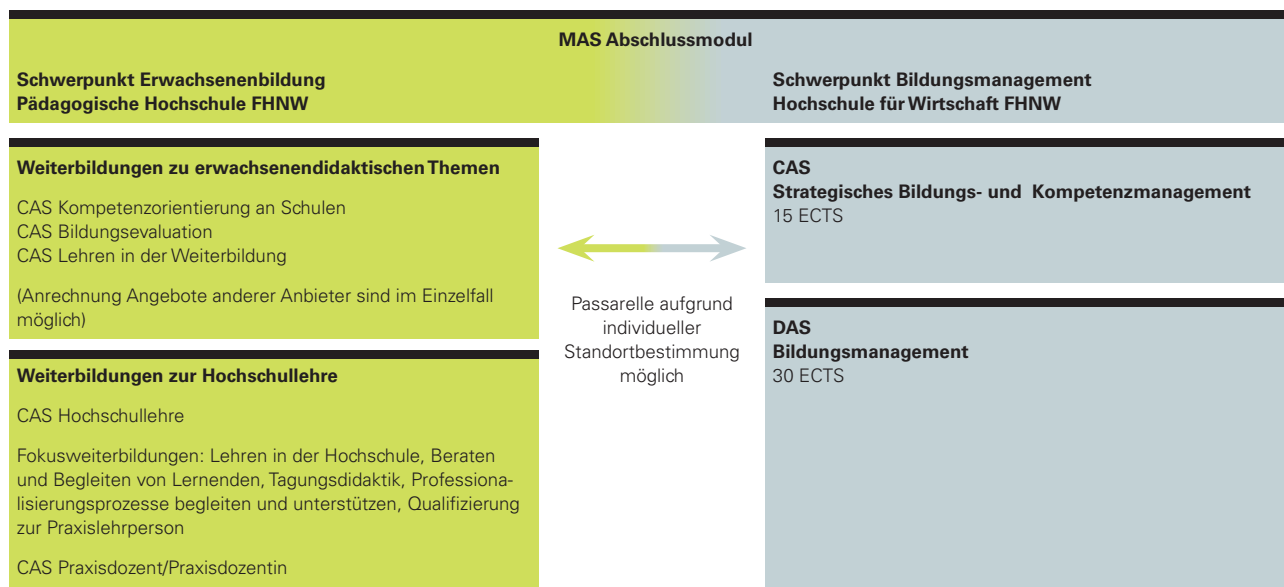 MAS Abschlussmodul
Schwerpunkt Erwachsenenbildung
Pädagogische Hochschule FHNW
Schwerpunkt Bildungsmanagement
Hochschule für Wirtschaft FHNW
Weiterbildungen zu erwachsenendidaktischen Themen
CAS Kompetenzorientierung an Schulen
CAS Bildungsevaluation
CAS Lehren in der Weiterbildung
(Anrechnung Angebote anderer Anbieter sind im Einzelfall
möglich)
Weiterbildungen zur Hochschullehre
CAS Hochschullehre
Fokusweiterbildungen: Lehren in der Hochschule, Beraten
und Begleiten von Lernenden, Tagungsdidaktik, Professiona-
lisierungsprozesse begleiten und unterstützen, Qualifizierung
zur Praxislehrperson
CAS Praxisdozent/Praxisdozentin
Passarelle aufgrund
individueller
Standortbestimmung
möglich
CAS
Strategisches Bildungs- und Kompetenzmanagement
15 ECTS
DAS
Bildungsmanagement
30 ECTS